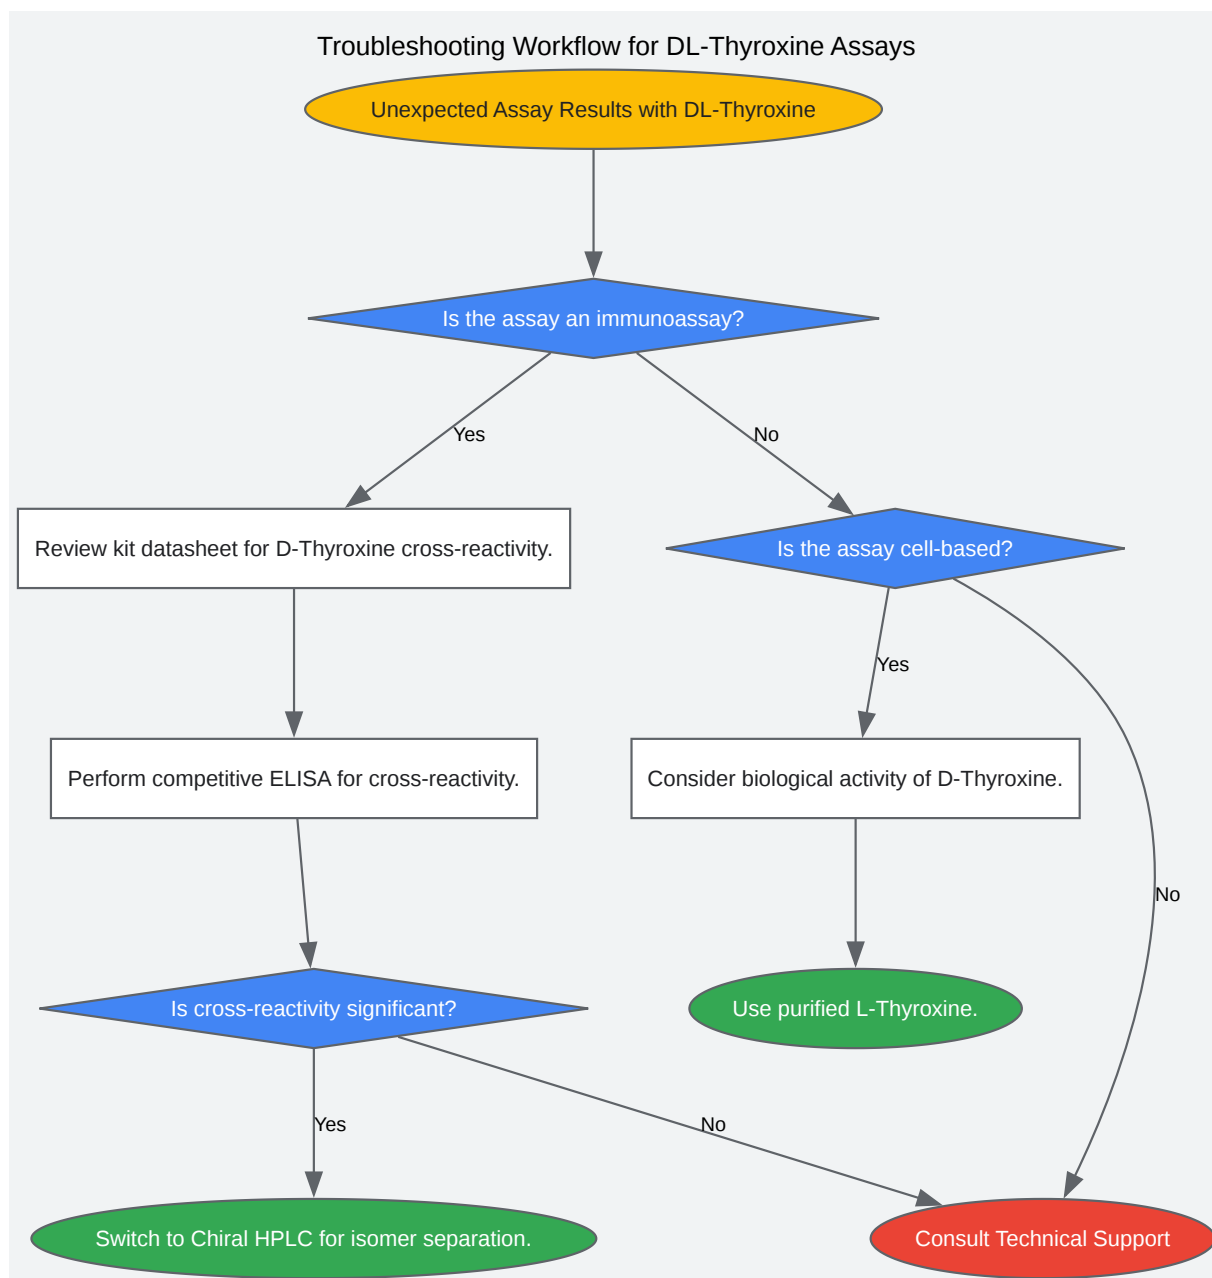 Troubleshooting Workflow for DL-Thyroxine Assays
Unexpected Assay Results with DL-Thyroxine
Is the assay an immunoassay?
Yes
No
Review kit datasheet for D-Thyroxine cross-reactivity.
Is the assay cell-based?
Yes
Perform competitive ELISA for cross-reactivity.
Consider biological activity of D-Thyroxine.
No
Is cross-reactivity significant?
Use purified L-Thyroxine.
Yes
No
Switch to Chiral HPLC for isomer separation.
Consult Technical Support